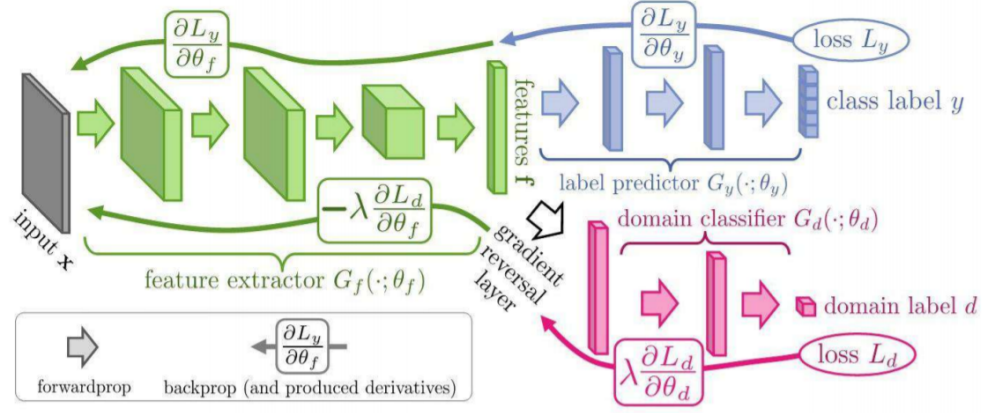 ∂L_y/∂θ_f
∂L_y/∂θ_y
loss L_y
features f
class label y
label predictor G_y(·; θ_y)
input x
−λ ∂L_d/∂θ_f
feature extractor G_f(·; θ_f)
gradient
reversal
layer
domain classifier G_d(·; θ_d)
domain label d
λ ∂L_d/∂θ_d
loss L_d
∂L_y/∂θ_f
forwardprop
backprop (and produced derivatives)